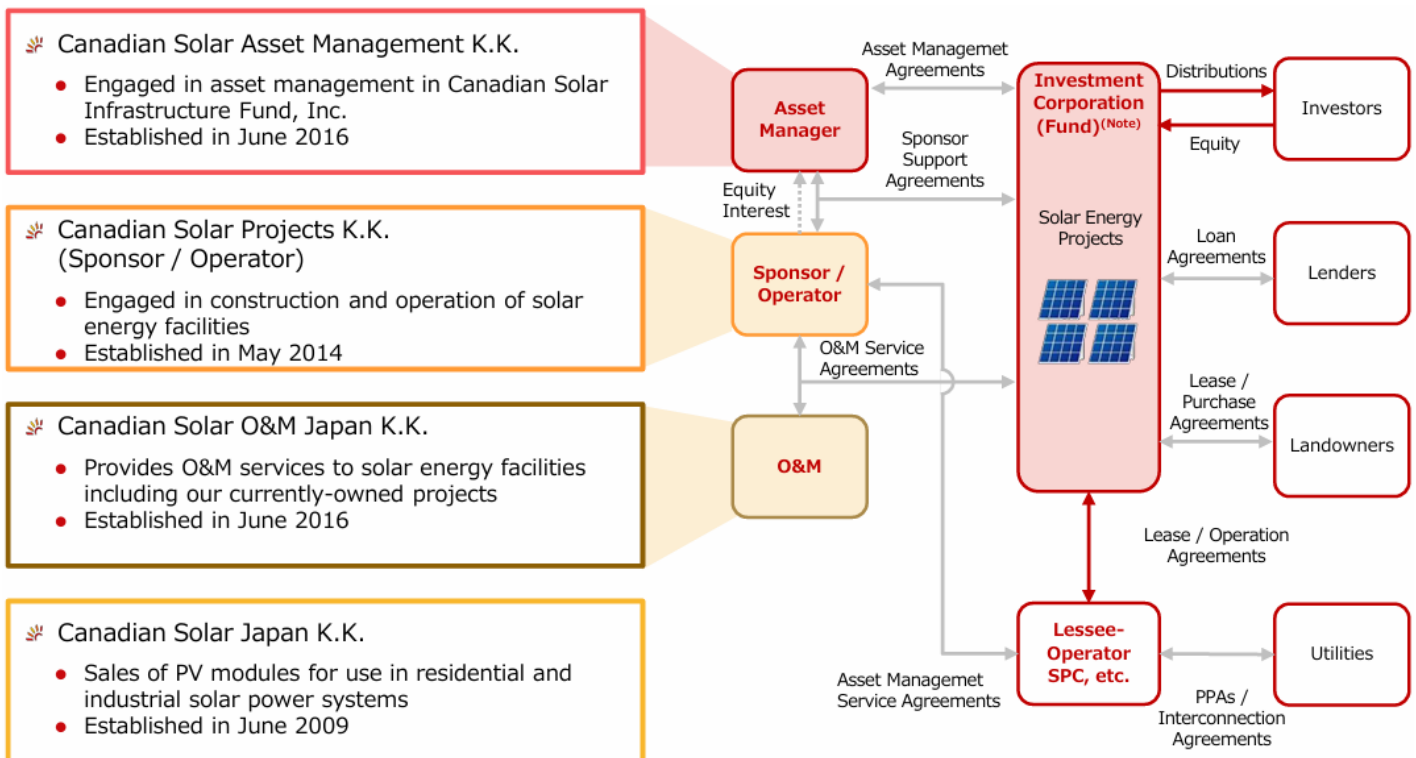 Canadian Solar Asset Management K.K.
Engaged in asset management in Canadian Solar
Infrastructure Fund, Inc.
Established in June 2016
Canadian Solar Projects K.K.
(Sponsor / Operator)
Engaged in construction and operation of solar
energy facilities
Established in May 2014
Canadian Solar O&M Japan K.K.
Provides O&M services to solar energy facilities
including our currently-owned projects
Established in June 2016
Canadian Solar Japan K.K.
Sales of PV modules for use in residential and
industrial solar power systems
Established in June 2009
Asset
Manager
Equity
Interest
Sponsor /
Operator
O&M
Asset Managemet
Agreements
Sponsor
Support
Agreements
O&M Service
Agreements
Asset Managemet
Service Agreements
Investment
Corporation
(Fund)(Note)
Solar Energy
Projects
Lease / Operation
Agreements
Lessee-
Operator
SPC, etc.
Distributions
Equity
Investors
Loan
Agreements
Lenders
Lease /
Purchase
Agreements
Landowners
Utilities
PPAs /
Interconnection
Agreements